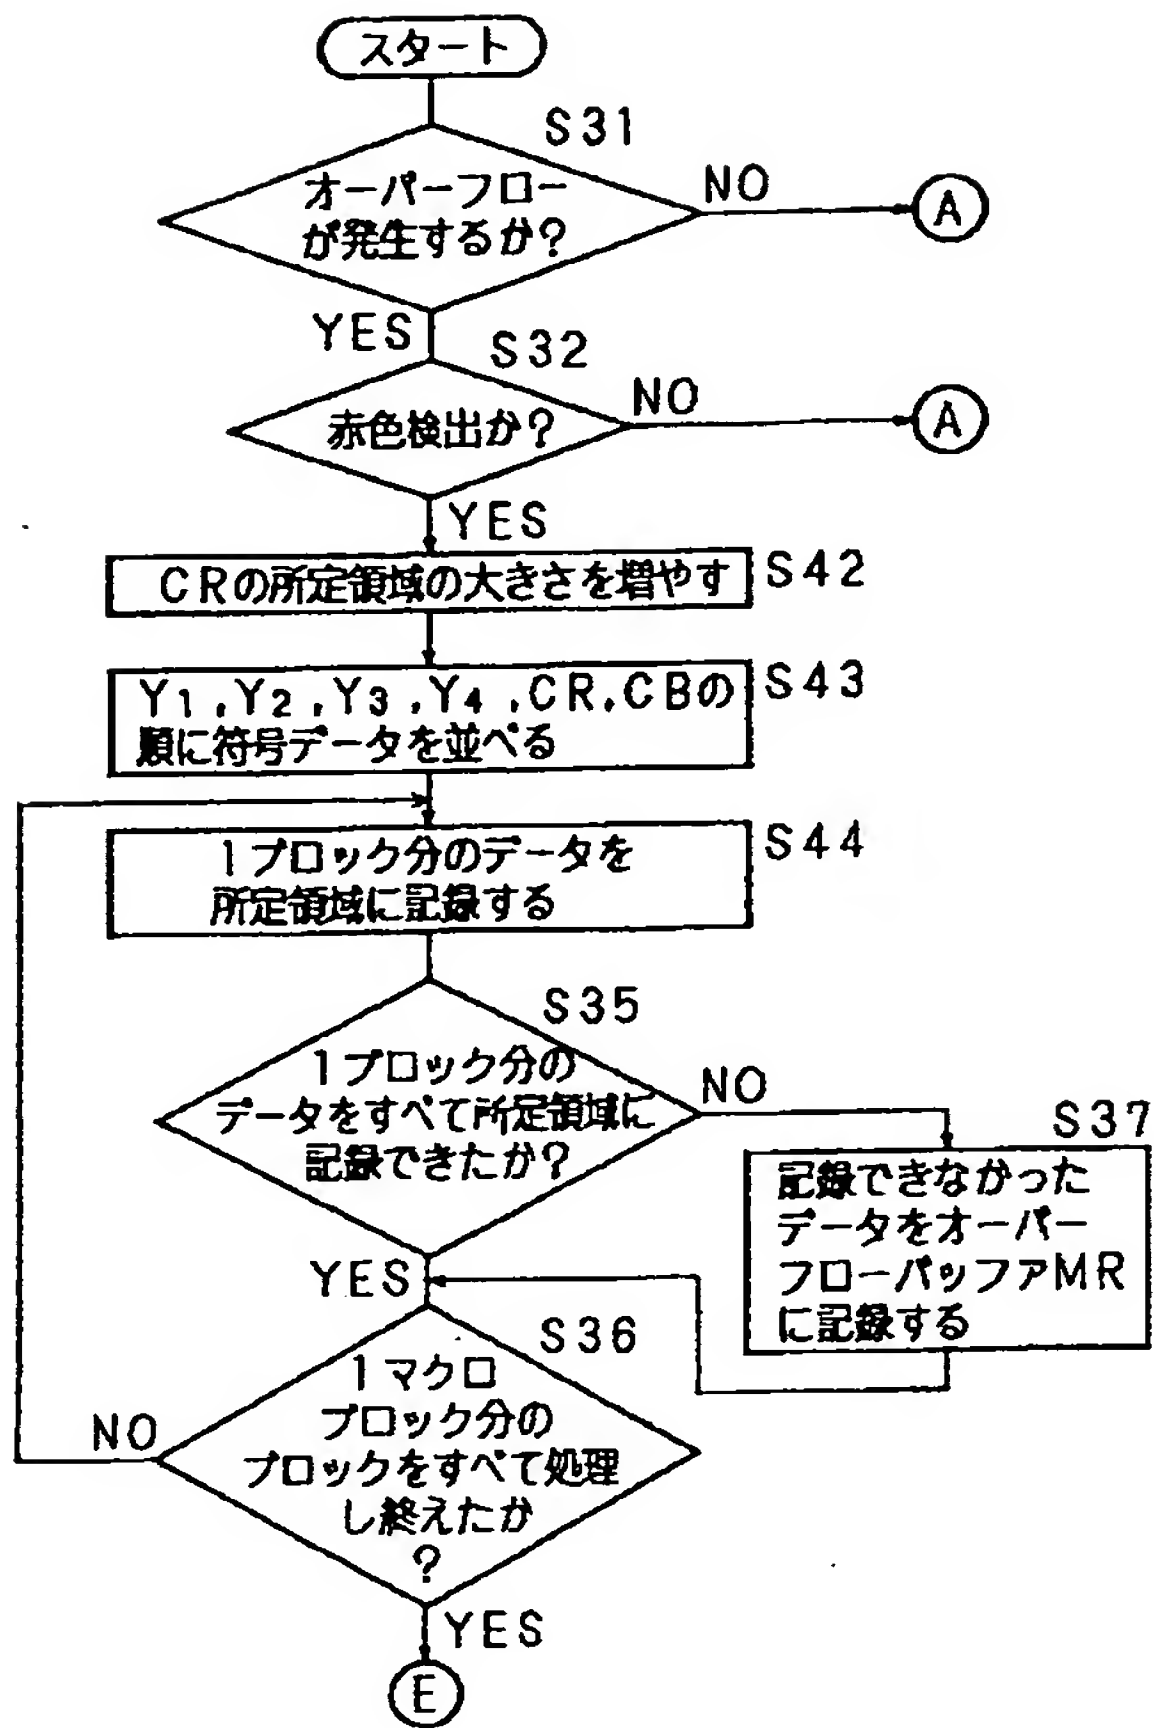 スタート
S31
オーパーフロー
が発生するか?
NO
A
YES
S32
赤色検出か?
NO
A
YES
CRの所定領域の大きさを増やす
S42
Y1,Y2,Y3,Y4,CR,CBの
順に符号データを並べる
S43
1ブロック分のデータを
所定領域に記録する
S44
S35
1ブロック分の
データをすべて所定領域に
記録できたか?
NO
S37
記録できなかった
データをオーバー
フローバッファMR
に記録する
YES
S36
1マクロ
ブロック分の
ブロックをすべて処理
し終えたか
?
NO
YES
E